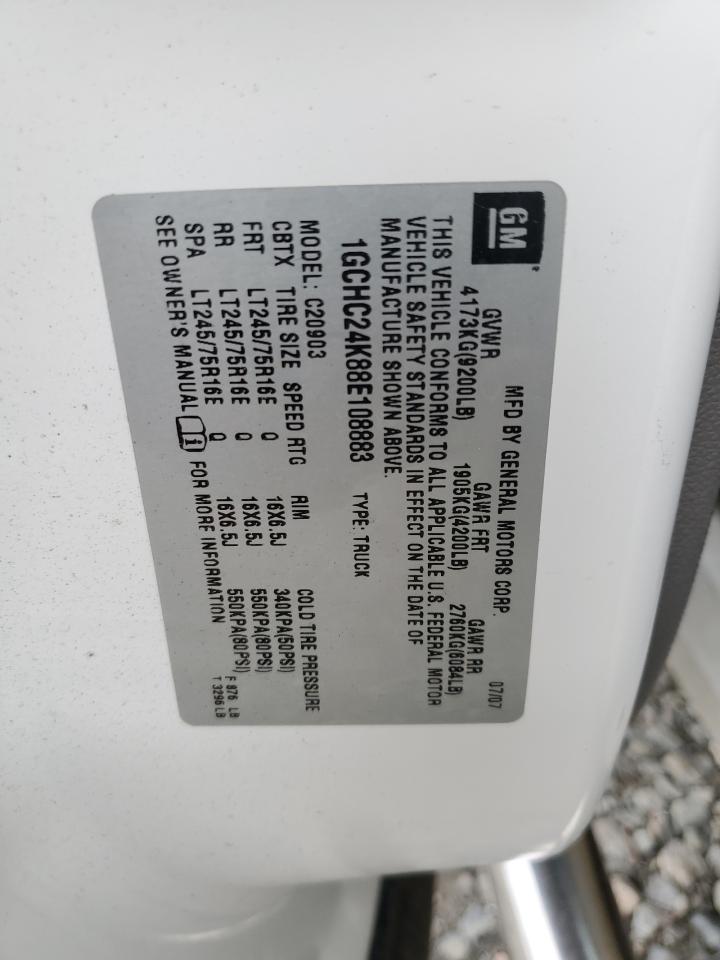 GM
MFD BY GENERAL MOTORS CORP.
07/07
GVWR GAWR FRT GAWR RR
4173KG(9200LB) 1905KG(4200LB) 2760KG(6084LB)
THIS VEHICLE CONFORMS TO ALL APPLICABLE U.S. FEDERAL MOTOR
VEHICLE SAFETY STANDARDS IN EFFECT ON THE DATE OF
MANUFACTURE SHOWN ABOVE.
1GCHC24K88E108883 TYPE: TRUCK
MODEL: C20903
CBTX TIRE SIZE SPEED RTG RIM COLD TIRE PRESSURE
FRT LT245/75R16E Q 16X6.5J 340KPA(50PSI)
RR LT245/75R16E Q 16X6.5J 550KPA(80PSI)
SPA LT245/75R16E Q 16X6.5J 550KPA(80PSI)
SEE OWNER'S MANUAL FOR MORE INFORMATION
F 876 LB
T 3296 LB